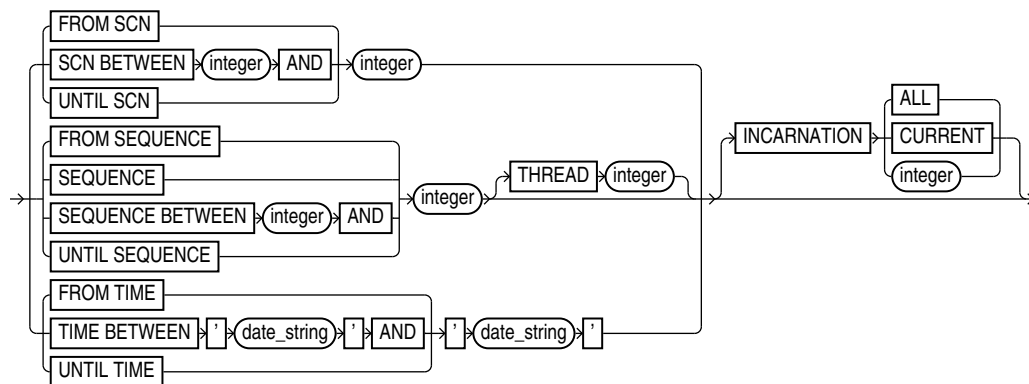 FROM SCN
SCN BETWEEN integer AND integer
UNTIL SCN
FROM SEQUENCE
SEQUENCE
SEQUENCE BETWEEN integer AND integer THREAD integer
UNTIL SEQUENCE
FROM TIME
TIME BETWEEN ’ date_string ’ AND ’ date_string ’
UNTIL TIME
ALL
INCARNATION CURRENT
integer